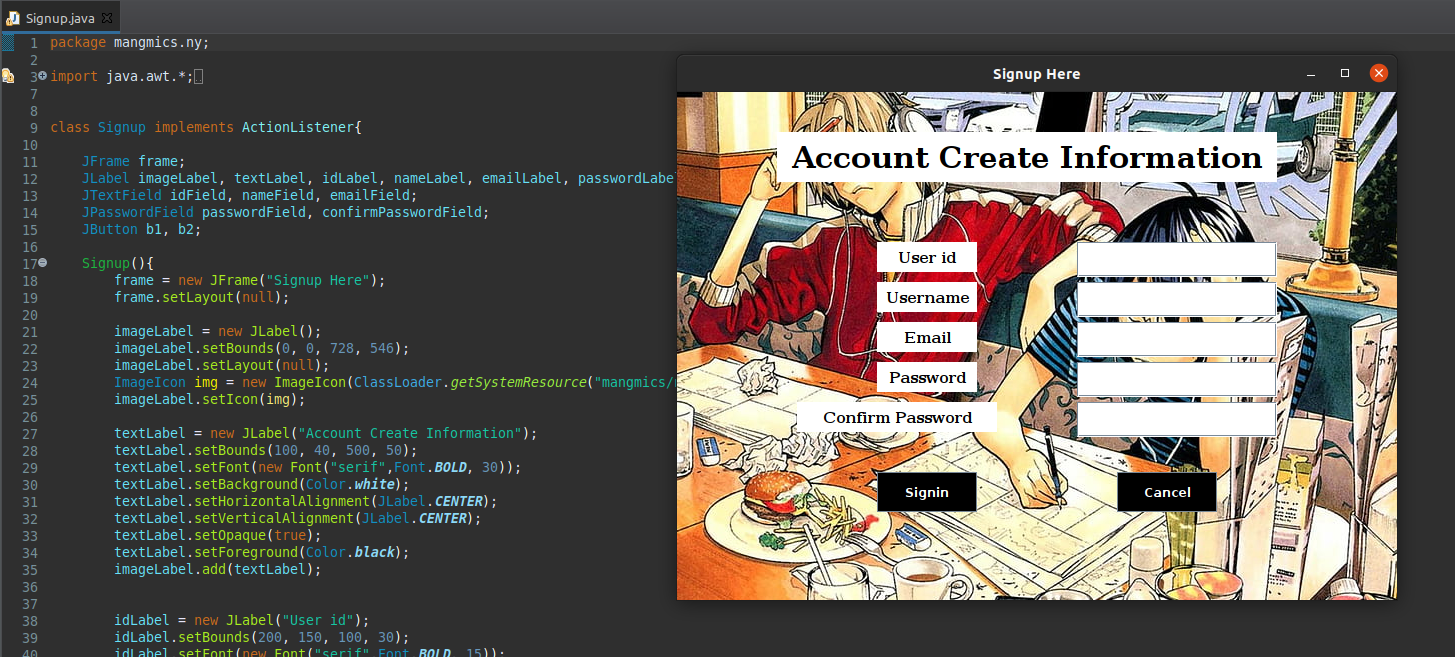 Signup.java
1 package mangmics.ny;
2
3 import java.awt.*;
7
8
9 class Signup implements ActionListener{
10
11 JFrame frame;
12 JLabel imageLabel, textLabel, idLabel, nameLabel, emailLabel, passwordLabe
13 JTextField idField, nameField, emailField;
14 JPasswordField passwordField, confirmPasswordField;
15 JButton b1, b2;
16
17 Signup(){
18 frame = new JFrame("Signup Here");
19 frame.setLayout(null);
20
21 imageLabel = new JLabel();
22 imageLabel.setBounds(0, 0, 728, 546);
23 imageLabel.setLayout(null);
24 ImageIcon img = new ImageIcon(ClassLoader.getSystemResource("mangmics/
25 imageLabel.setIcon(img);
26
27 textLabel = new JLabel("Account Create Information");
28 textLabel.setBounds(100, 40, 500, 50);
29 textLabel.setFont(new Font("serif",Font.BOLD, 30));
30 textLabel.setBackground(Color.white);
31 textLabel.setHorizontalAlignment(JLabel.CENTER);
32 textLabel.setVerticalAlignment(JLabel.CENTER);
33 textLabel.setOpaque(true);
34 textLabel.setForeground(Color.black);
35 imageLabel.add(textLabel);
36
37
38 idLabel = new JLabel("User id");
39 idLabel.setBounds(200, 150, 100, 30);
40 idLabel.setFont(new Font("serif",Font.BOLD, 15));
Signup Here
Account Create Information
User id
Username
Email
Password
Confirm Password
Signin Cancel